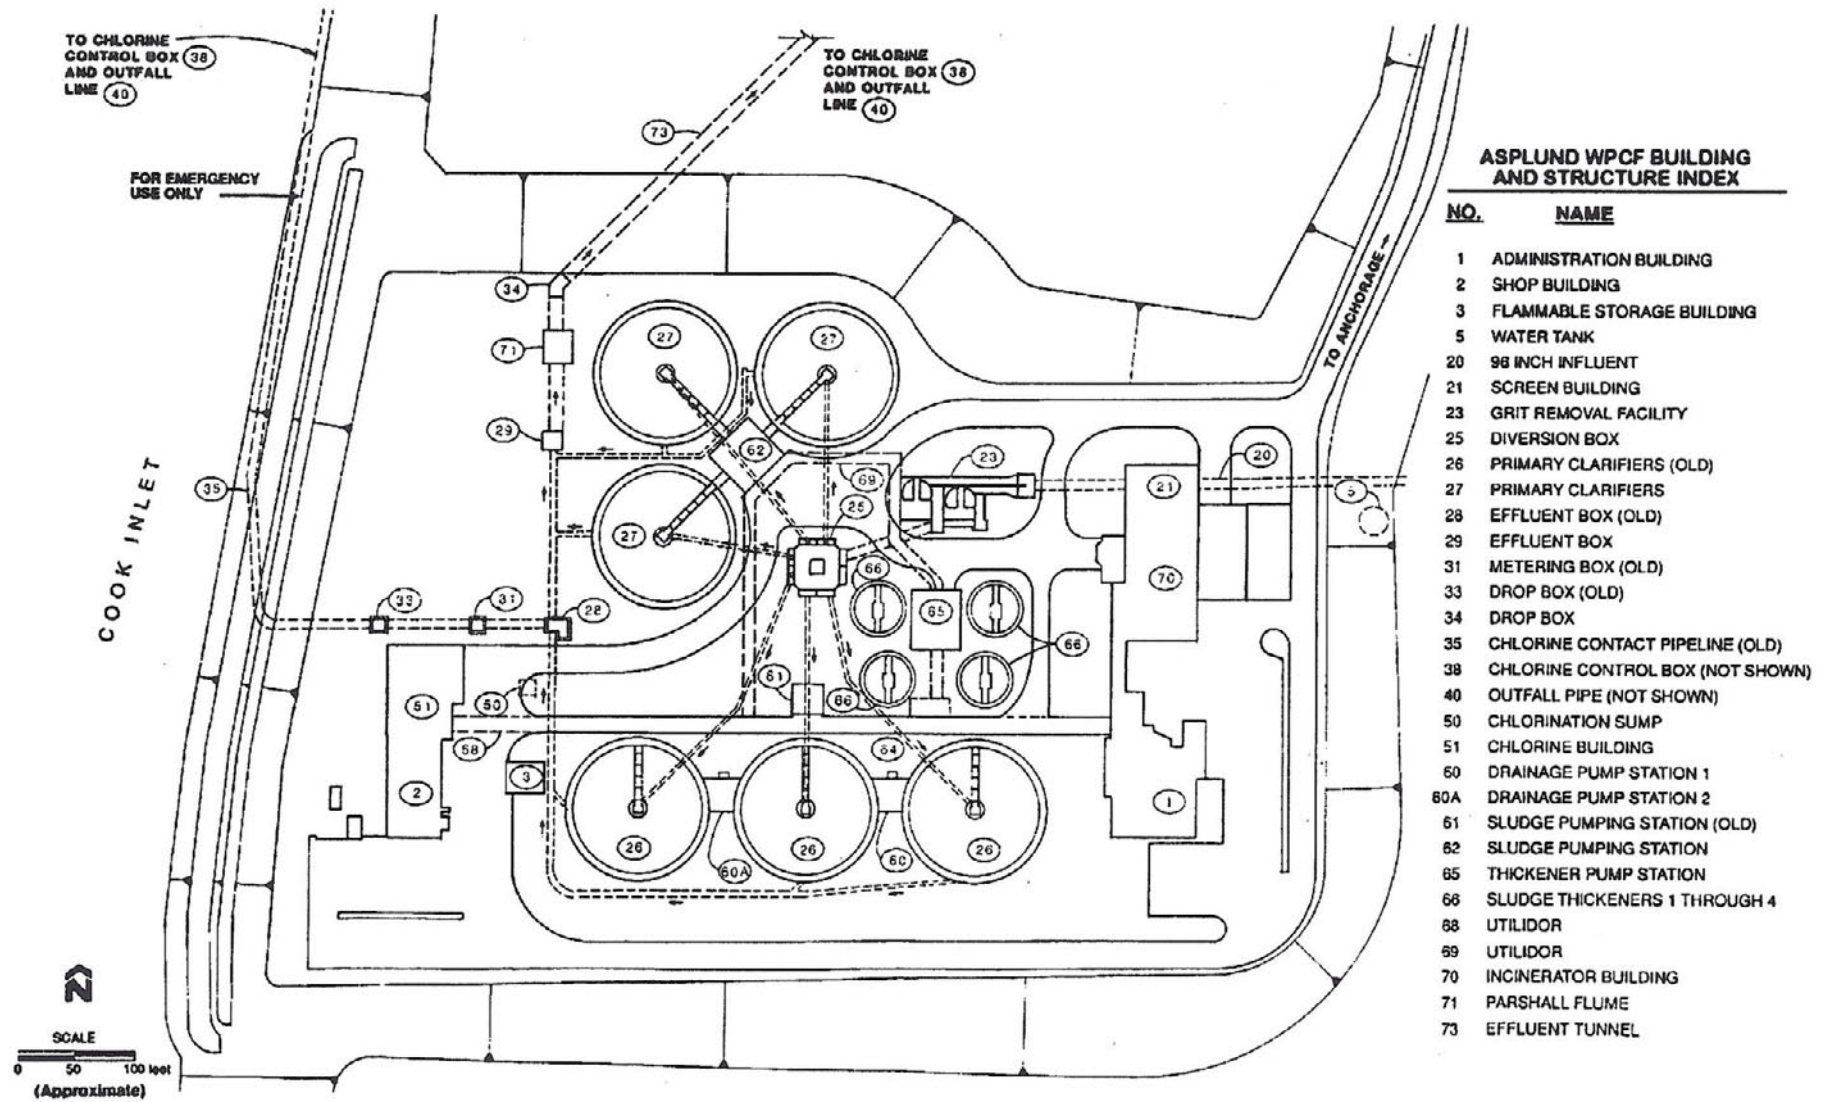 TO CHLORINE
CONTROL BOX 38
AND OUTFALL
LINE 40
TO CHLORINE
CONTROL BOX 38
AND OUTFALL
LINE 40
73
FOR EMERGENCY
USE ONLY
TO ANCHORAGE
34
71
27
27
29
62
23
20
35
69
21
5
25
27
COOK INLET
33
31
28
66
65
70
66
61
50
66
51
68
64
3
2
1
26
26
26
60A
60
N
SCALE
0 50 100 feet
(Approximate)
ASPLUND WPCF BUILDING
AND STRUCTURE INDEX
NO. NAME
1 ADMINISTRATION BUILDING
2 SHOP BUILDING
3 FLAMMABLE STORAGE BUILDING
5 WATER TANK
20 96 INCH INFLUENT
21 SCREEN BUILDING
23 GRIT REMOVAL FACILITY
25 DIVERSION BOX
26 PRIMARY CLARIFIERS (OLD)
27 PRIMARY CLARIFIERS
28 EFFLUENT BOX (OLD)
29 EFFLUENT BOX
31 METERING BOX (OLD)
33 DROP BOX (OLD)
34 DROP BOX
35 CHLORINE CONTACT PIPELINE (OLD)
38 CHLORINE CONTROL BOX (NOT SHOWN)
40 OUTFALL PIPE (NOT SHOWN)
50 CHLORINATION SUMP
51 CHLORINE BUILDING
60 DRAINAGE PUMP STATION 1
60A DRAINAGE PUMP STATION 2
61 SLUDGE PUMPING STATION (OLD)
62 SLUDGE PUMPING STATION
65 THICKENER PUMP STATION
66 SLUDGE THICKENERS 1 THROUGH 4
68 UTILIDOR
69 UTILIDOR
70 INCINERATOR BUILDING
71 PARSHALL FLUME
73 EFFLUENT TUNNEL